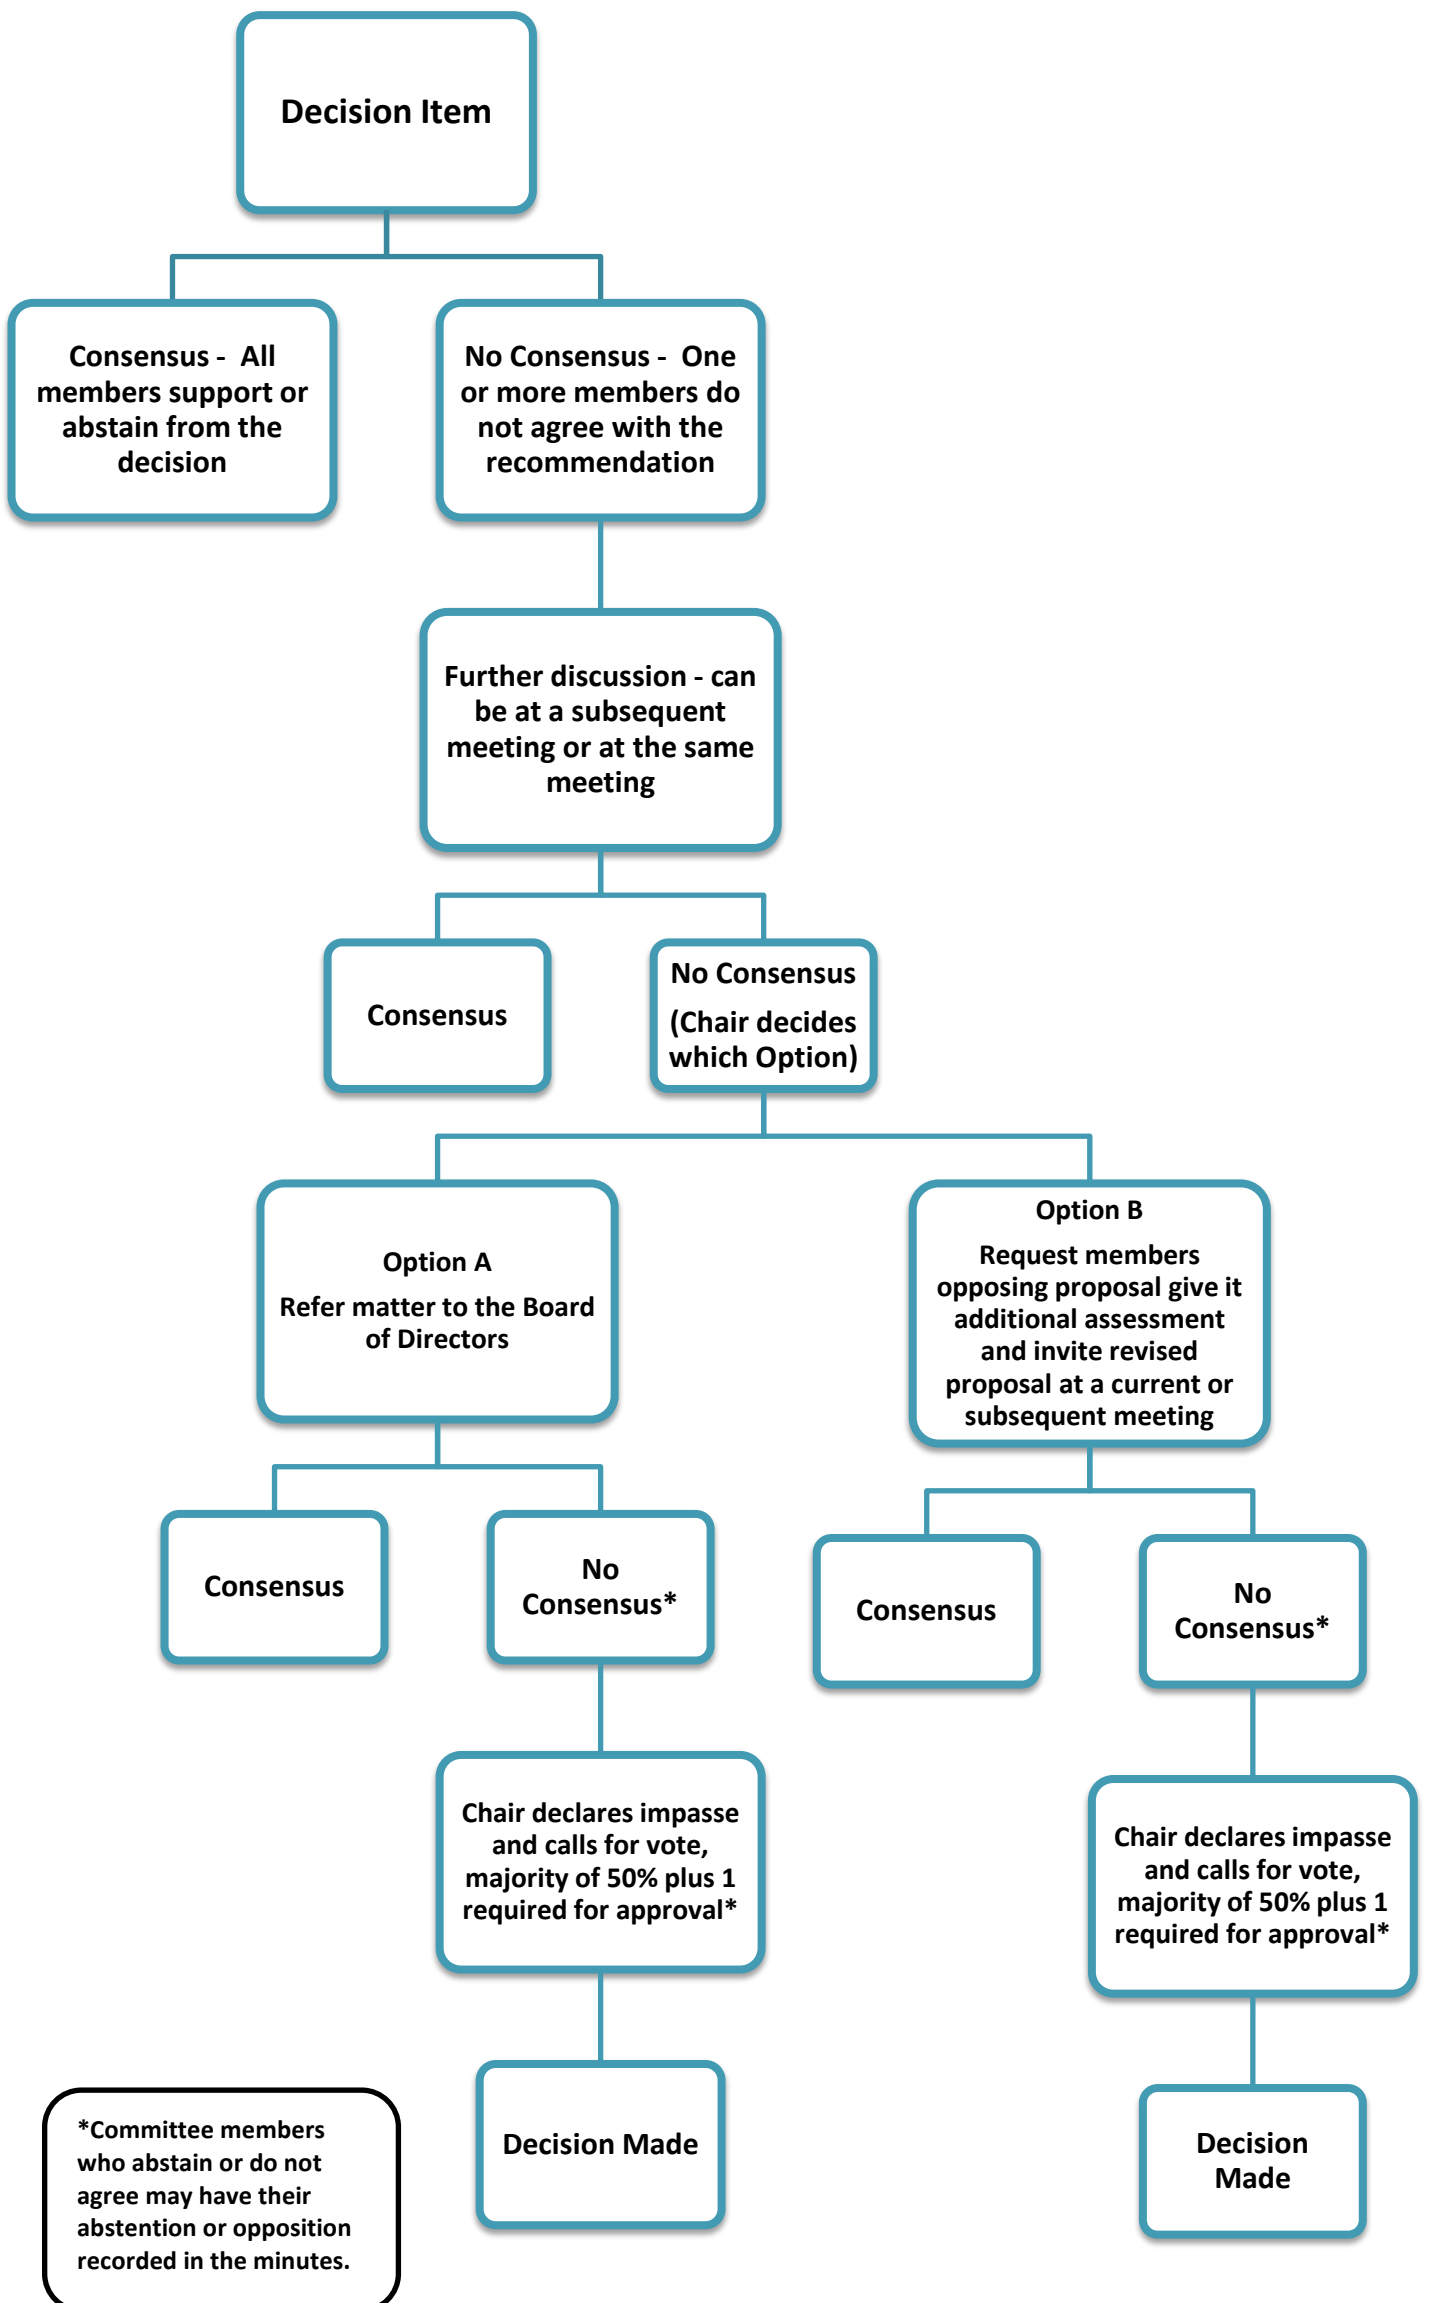 Decision Item
Consensus - All
members support or
abstain from the
decision
No Consensus - One
or more members do
not agree with the
recommendation
Further discussion - can
be at a subsequent
meeting or at the same
meeting
Consensus
No Consensus
(Chair decides
which Option)
Option A
Refer matter to the Board
of Directors
Option B
Request members
opposing proposal give it
additional assessment
and invite revised
proposal at a current or
subsequent meeting
Consensus
No
Consensus*
Consensus
No
Consensus*
Chair declares impasse
and calls for vote,
majority of 50% plus 1
required for approval*
Chair declares impasse
and calls for vote,
majority of 50% plus 1
required for approval*
Decision Made
Decision
Made
*Committee members
who abstain or do not
agree may have their
abstention or opposition
recorded in the minutes.